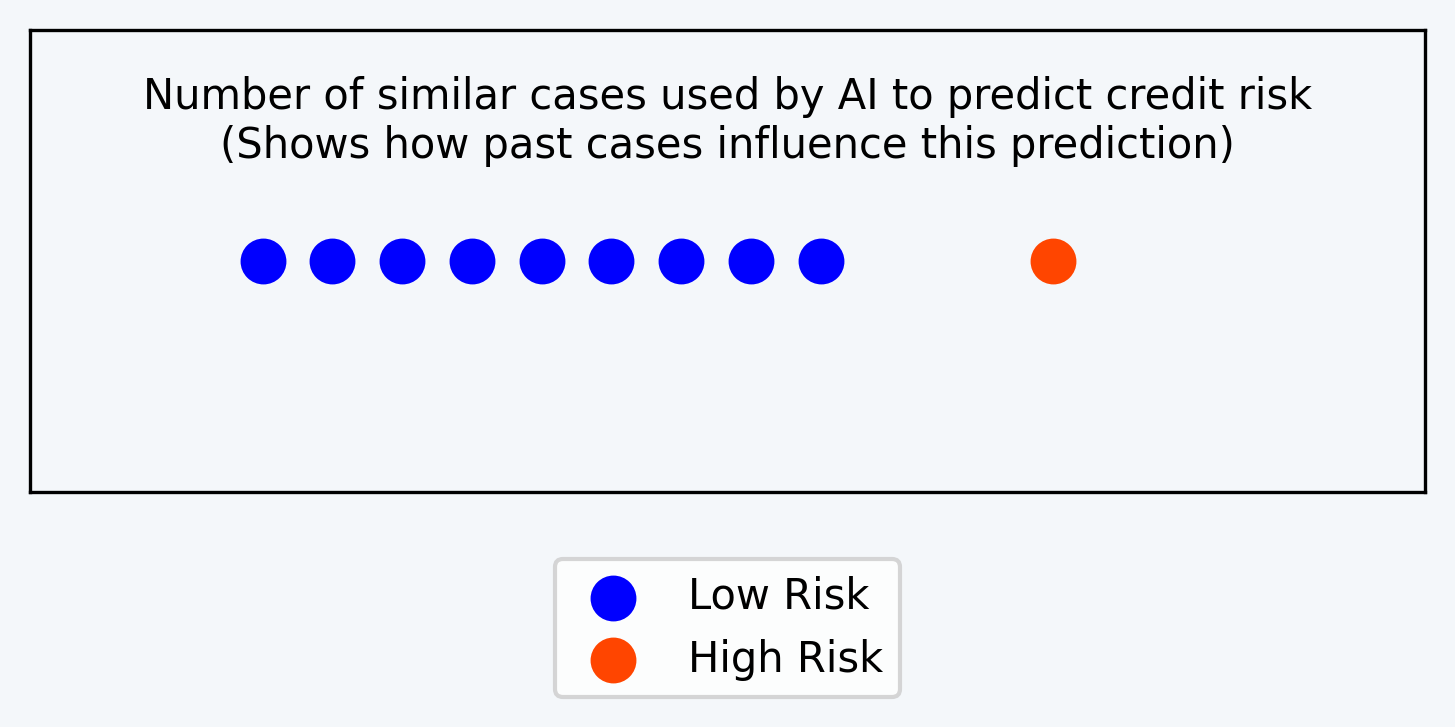 Number of similar cases used by AI to predict credit risk
(Shows how past cases influence this prediction)
Low Risk
High Risk